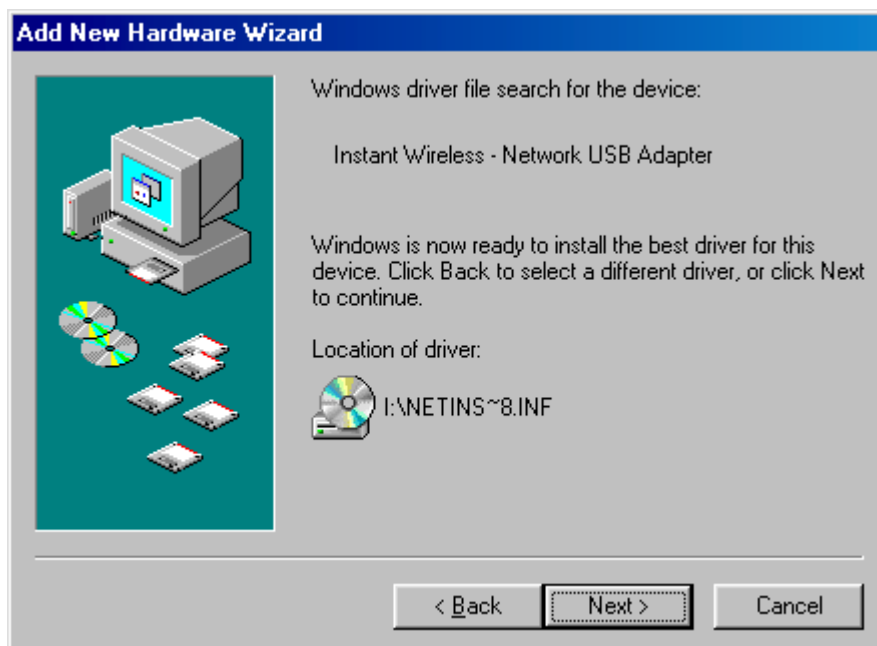 Add New Hardware Wizard
Windows driver file search for the device:
Instant Wireless - Network USB Adapter
Windows is now ready to install the best driver for this
device. Click Back to select a different driver, or click Next
to continue.
Location of driver:
I:\NETINS~8.INF
< Back
Next >
Cancel